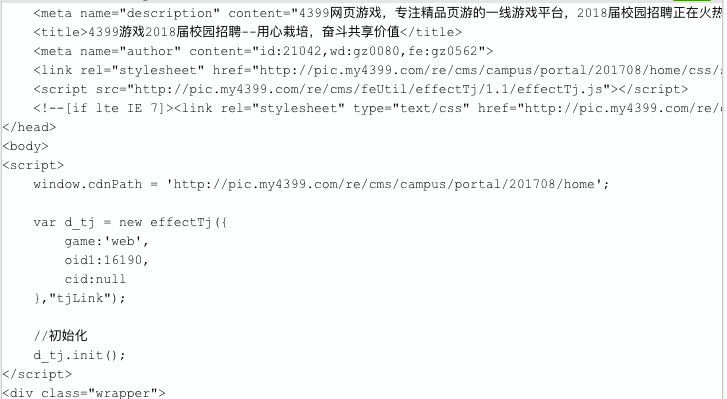 <meta name="description" content="4399网页游戏，专注精品页游的一线游戏平台，2018届校园招聘正在火热
<title>4399游戏2018届校园招聘--用心栽培，奋斗共享价值</title>
<meta name="author" content="id:21042,wd:gz0080,fe:gz0562">
<link rel="stylesheet" href="http://pic.my4399.com/re/cms/campus/portal/201708/home/css/
<script src="http://pic.my4399.com/re/cms/feUtil/effectTj/1.1/effectTj.js"></script>
<!--[if lte IE 7]><link rel="stylesheet" type="text/css" href="http://pic.my4399.com/re/
</head>
<body>
<script>
window.cdnPath = 'http://pic.my4399.com/re/cms/campus/portal/201708/home';
var d_tj = new effectTj({
game:'web',
oid1:16190,
cid:null
},"tjLink");
//初始化
d_tj.init();
</script>
<div class="wrapper">